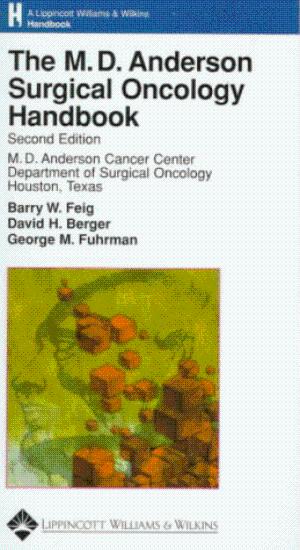 H
A Lippincott Williams & Wilkins
Handbook
The M.D. Anderson
Surgical Oncology
Handbook
Second Edition
M. D. Anderson Cancer Center
Department of Surgical Oncology
Houston, Texas
Barry W. Feig
David H. Berger
George M. Fuhrman
LIPPINCOTT WILLIAMS & WILKINS